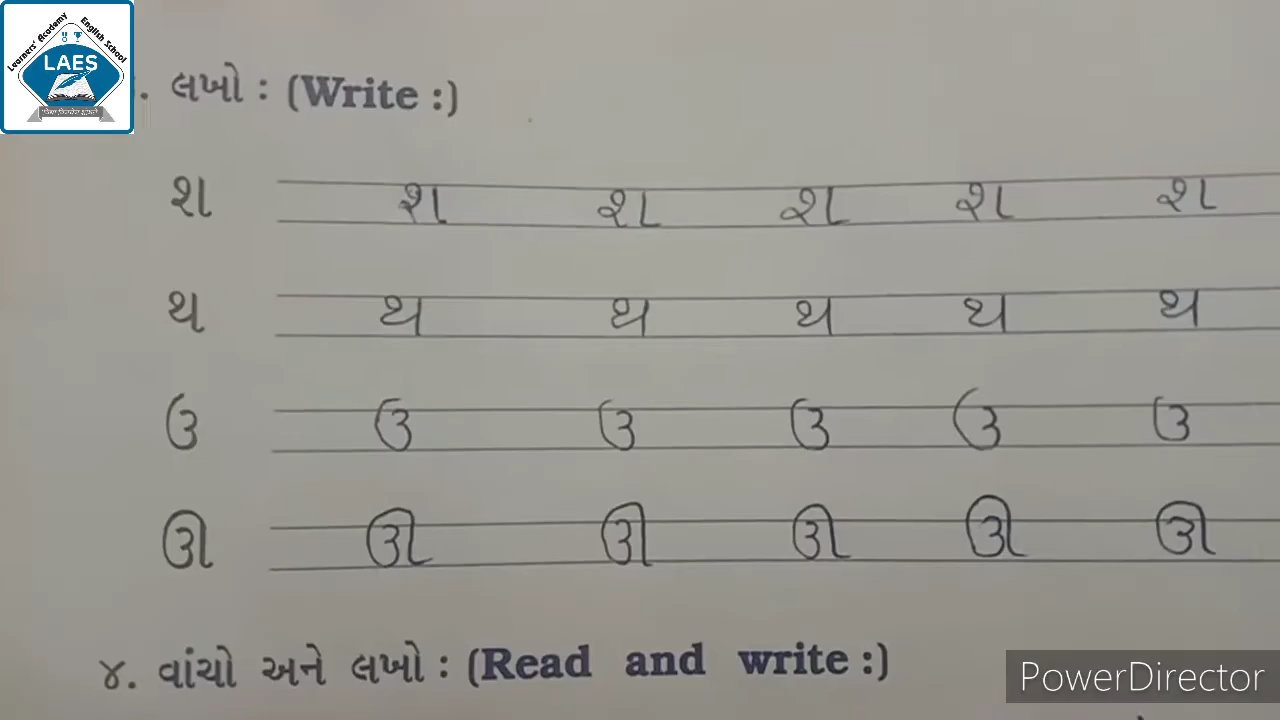 Learners' Academy English School
LAES
. લખો : (Write :)
શ શ શ શ શ શ
થ થ થ થ થ થ
ઉ ઉ ઉ ઉ ઉ ઉ
ઊ ઊ ઊ ઊ ઊ ઊ
૪. વાંચો અને લખો : (Read and write :)
PowerDirector